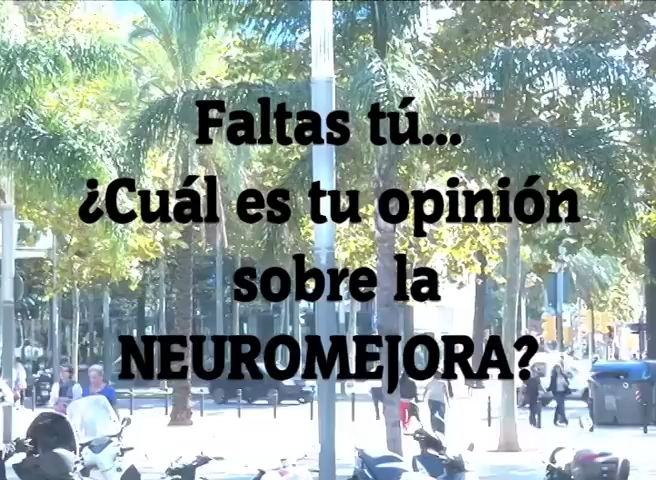 Faltas tú...
¿Cuál es tu opinión
sobre la
NEUROMEJORA?